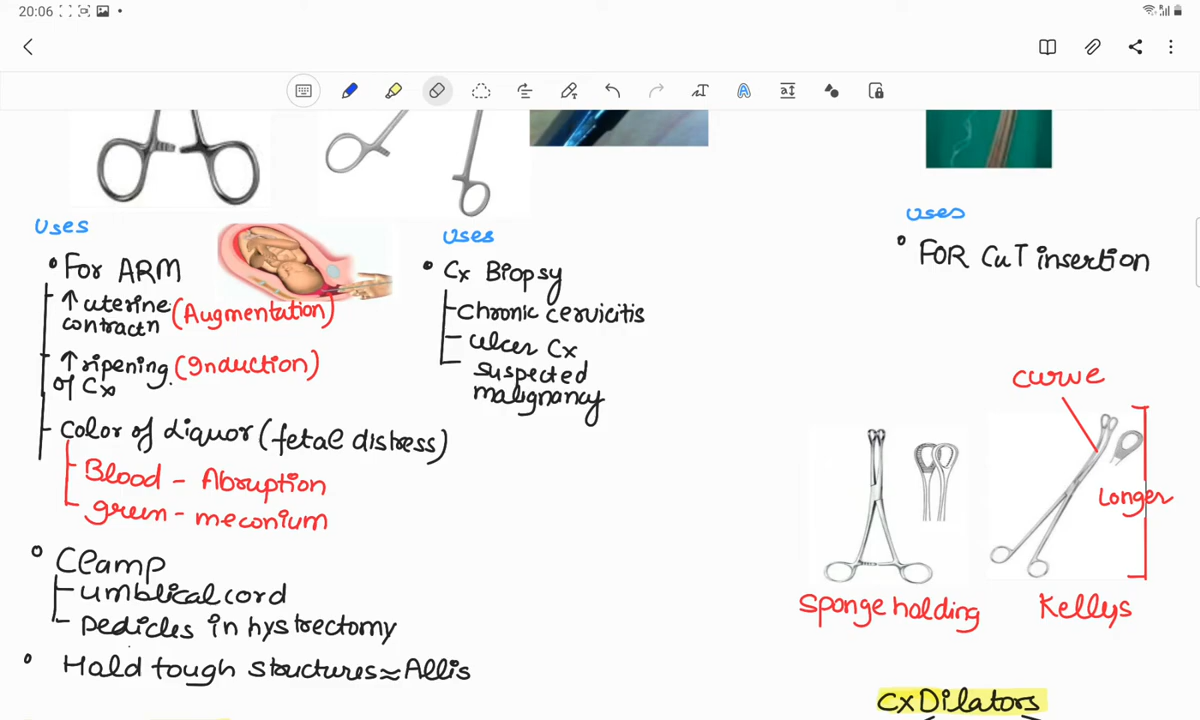 20:06
Uses
For ARM
↑ uterine contractn (Augmentation)
↑ ripening of Cx (Induction)
Color of Liquor (fetal distress)
Blood - Abruption
green - meconium
Clamp
umblical cord
Pedicles in hystrectomy
Hold tough structures ≈ Allis
Uses
Cx Biopsy
Chronic cervicitis
ulcer Cx
suspected
malignancy
Uses
FOR CuT insertion
curve
Longer
Sponge holding
Kellys
Cx Dilators